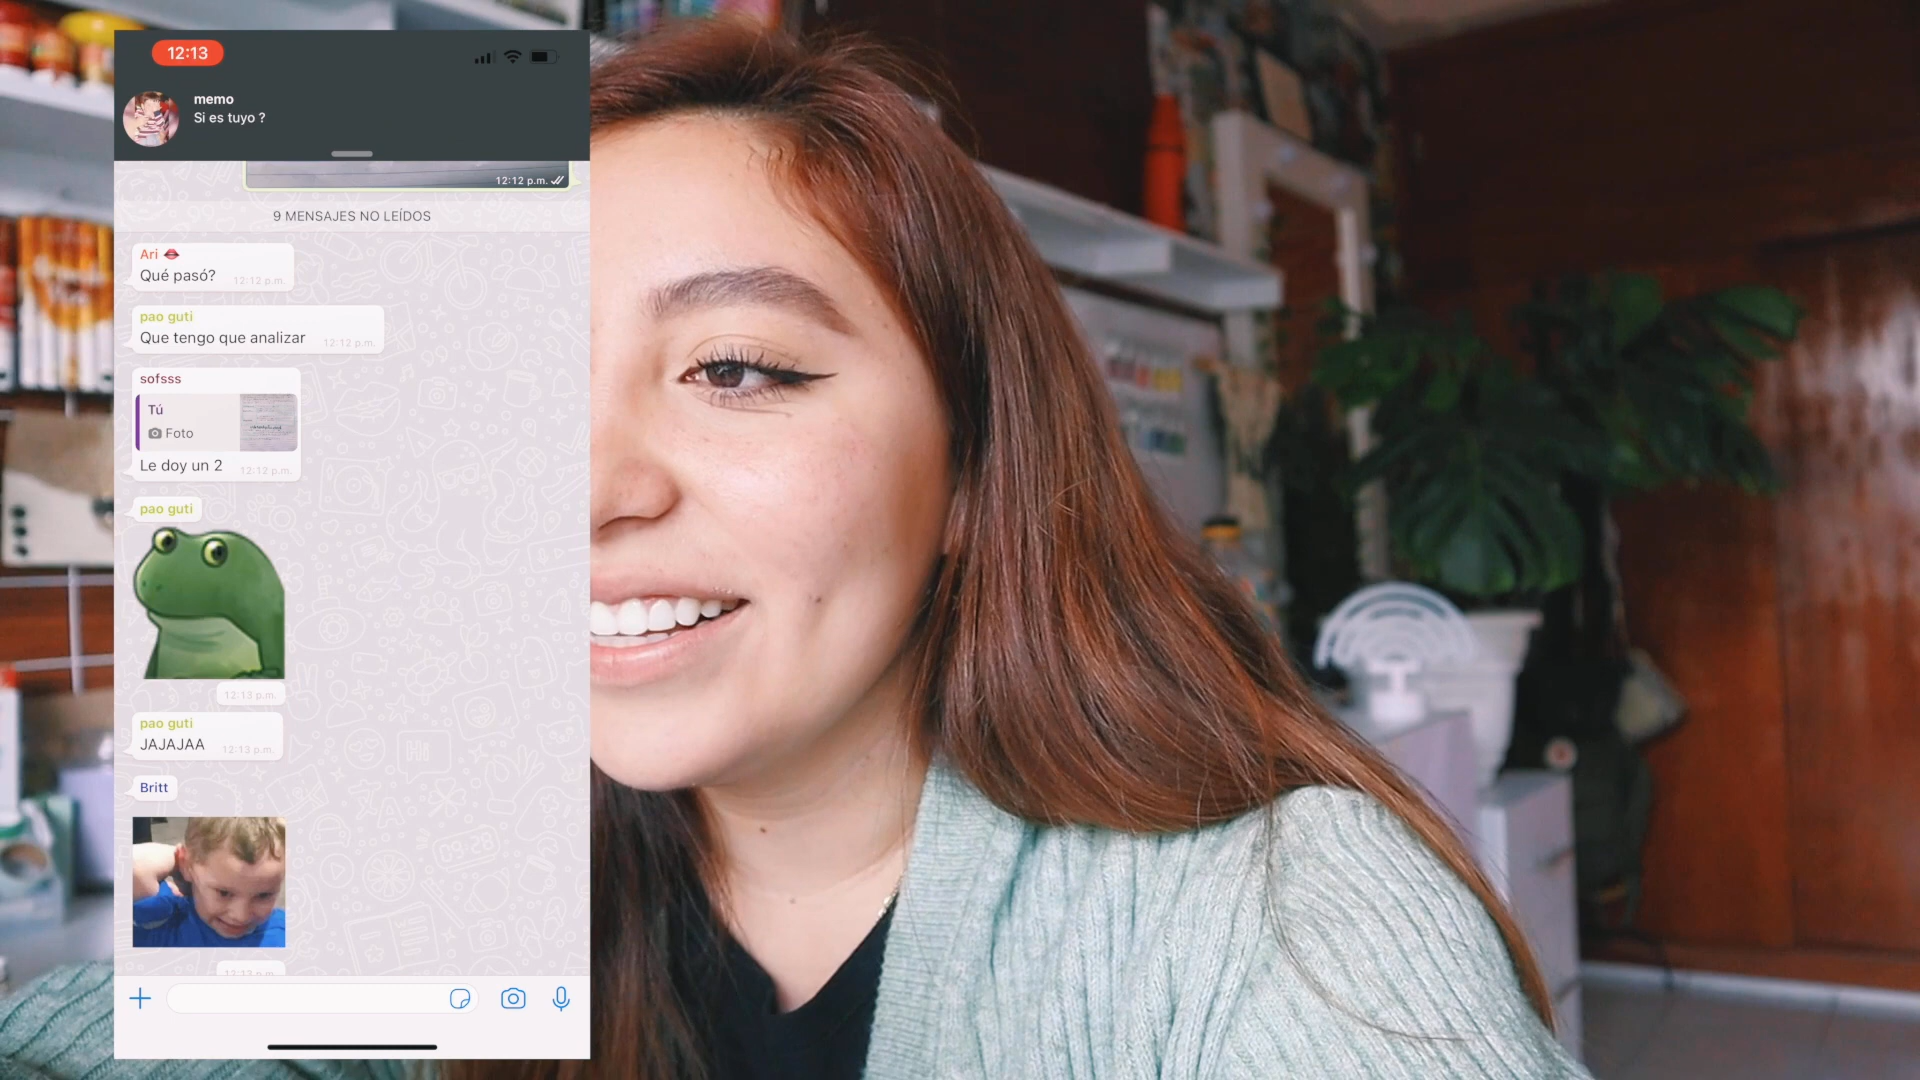 12:13
memo
Si es tuyo ?
12:12 p.m.
9 MENSAJES NO LEÍDOS
Ari
Qué pasó?
12:12 p.m.
pao guti
Que tengo que analizar
12:12 p.m.
sofsss
Tú
Foto
Le doy un 2
12:12 p.m.
pao guti
12:13 p.m.
pao guti
JAJAJAA
12:13 p.m.
Britt
12:13 p.m.